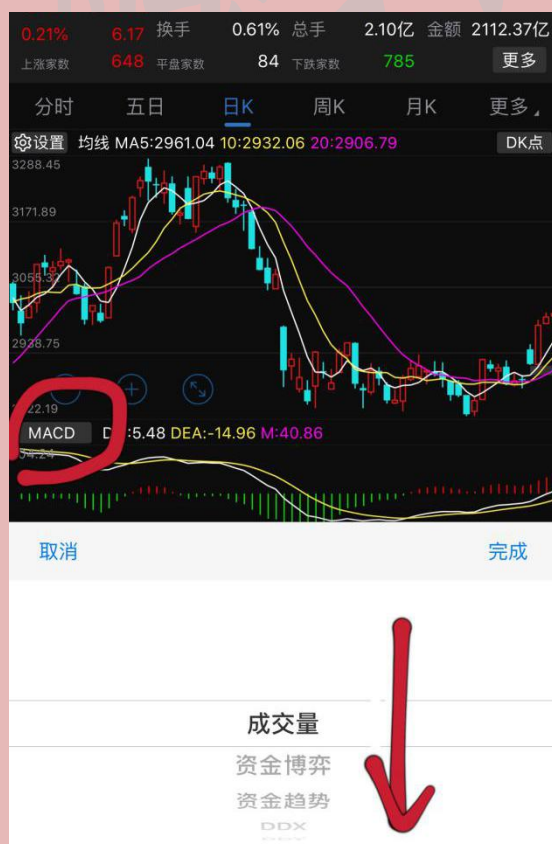 0.21% 6.17 换手 0.61% 总手 2.10亿 金额 2112.37亿
上涨家数 648 平盘家数 84 下跌家数 785 更多
分时 五日 日K 周K 月K 更多
设置 均线 MA5:2961.04 10:2932.06 20:2906.79 DK点
3288.45
3171.89
3055.32
2938.75
22.19
MACD :5.48 DEA:-14.96 M:40.86
取消 完成
成交量
资金博弈
资金趋势
DDX